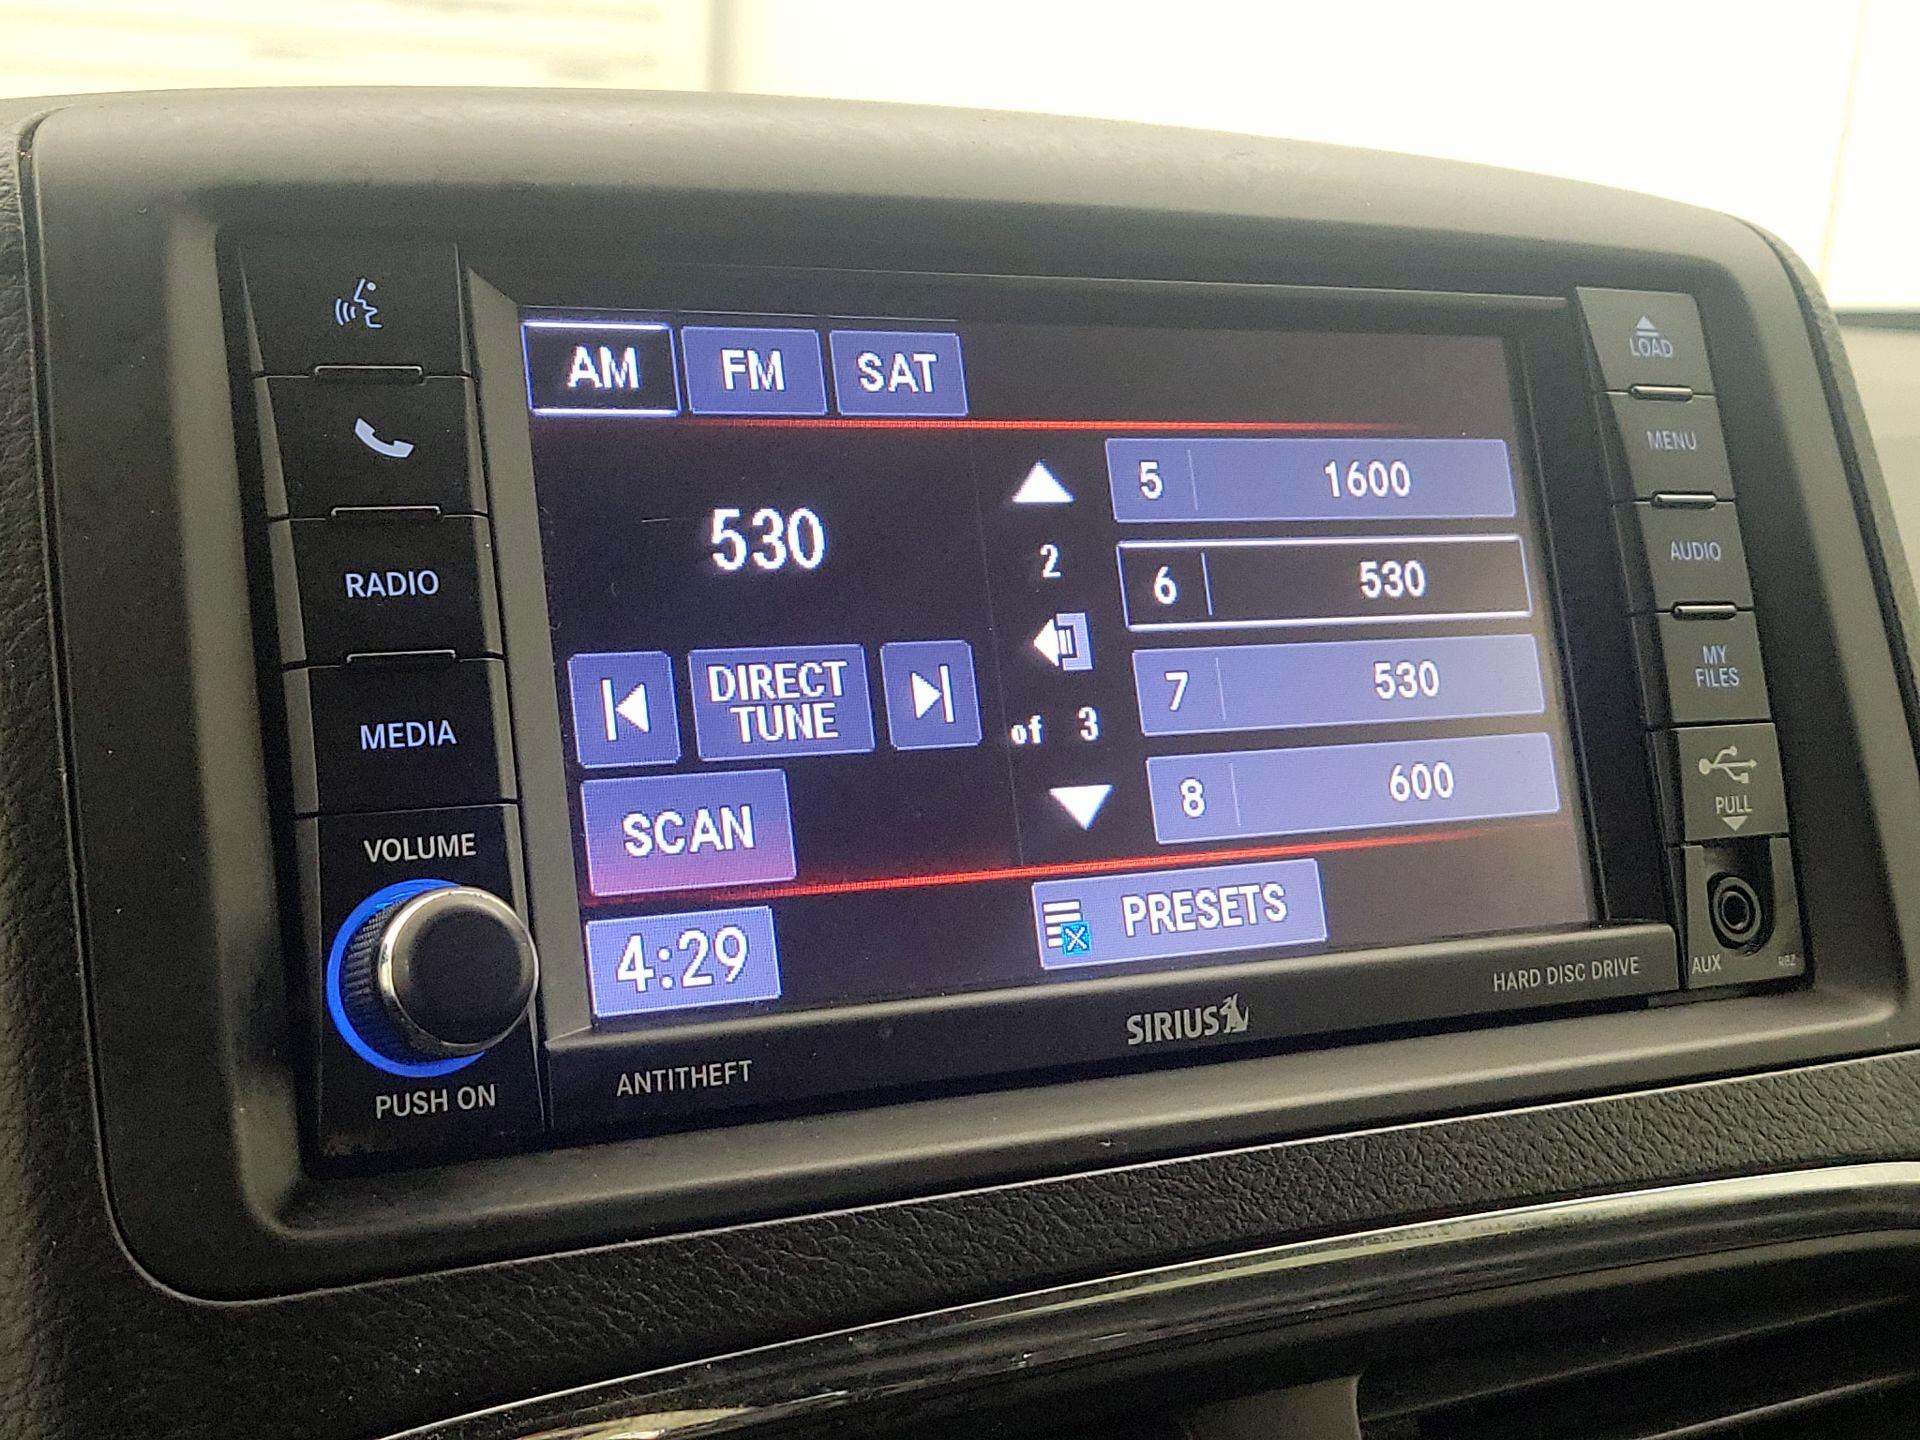 AM FM SAT
530
DIRECT
TUNE
SCAN
4:29
2
of 3
5 1600
6 530
7 530
8 600
PRESETS
RADIO
MEDIA
VOLUME
PUSH ON
ANTITHEFT
SIRIUS
HARD DISC DRIVE
LOAD
MENU
AUDIO
MY
FILES
PULL
AUX
RBZ